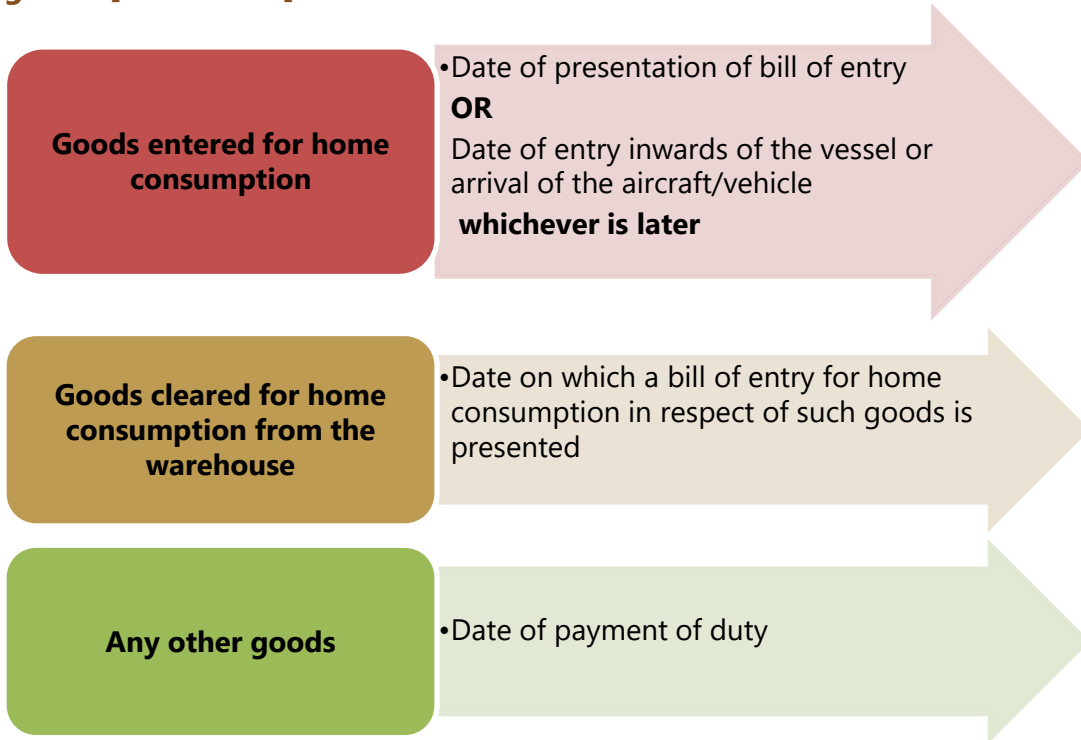 Goods entered for home
consumption
•Date of presentation of bill of entry
OR
Date of entry inwards of the vessel or
arrival of the aircraft/vehicle
whichever is later
Goods cleared for home
consumption from the
warehouse
•Date on which a bill of entry for home
consumption in respect of such goods is
presented
Any other goods
•Date of payment of duty